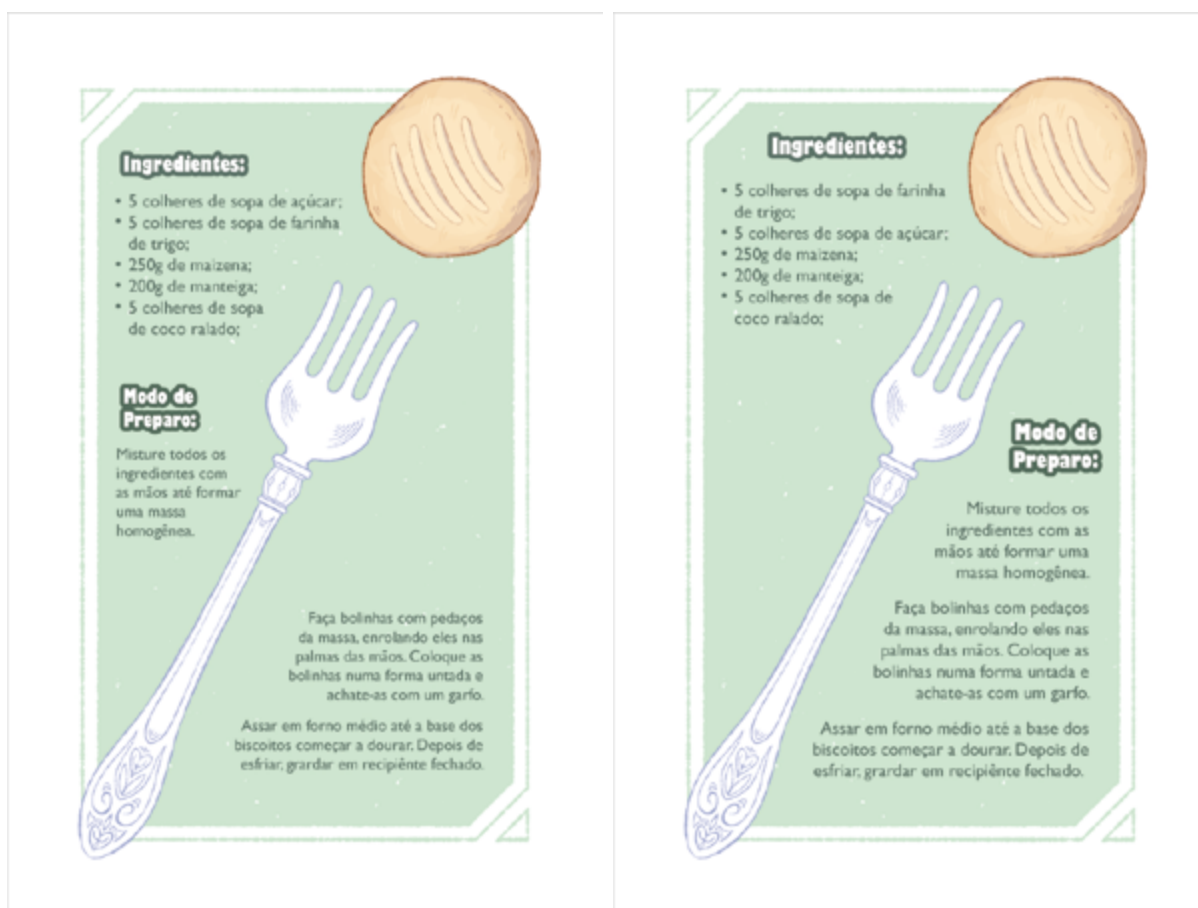 Ingredientes:
• 5 colheres de sopa de açúcar;
• 5 colheres de sopa de farinha
de trigo;
• 250g de maizena;
• 200g de manteiga;
• 5 colheres de sopa
de coco ralado;
Modo de
Preparo:
Misture todos os
ingredientes com
as mãos até formar
uma massa
homogênea.
Faça bolinhas com pedaços
da massa, enrolando eles nas
palmas das mãos. Coloque as
bolinhas numa forma untada e
achate-as com um garfo.
Assar em forno médio até a base dos
biscoitos começar a dourar. Depois de
esfriar, grardar em recipiênte fechado.
Ingredientes:
• 5 colheres de sopa de farinha
de trigo;
• 5 colheres de sopa de açúcar;
• 250g de maizena;
• 200g de manteiga;
• 5 colheres de sopa de
coco ralado;
Modo de
Preparo:
Misture todos os
ingredientes com as
mãos até formar uma
massa homogênea.
Faça bolinhas com pedaços
da massa, enrolando eles nas
palmas das mãos. Coloque as
bolinhas numa forma untada e
achate-as com um garfo.
Assar em forno médio até a base dos
biscoitos começar a dourar. Depois de
esfriar, grardar em recipiênte fechado.